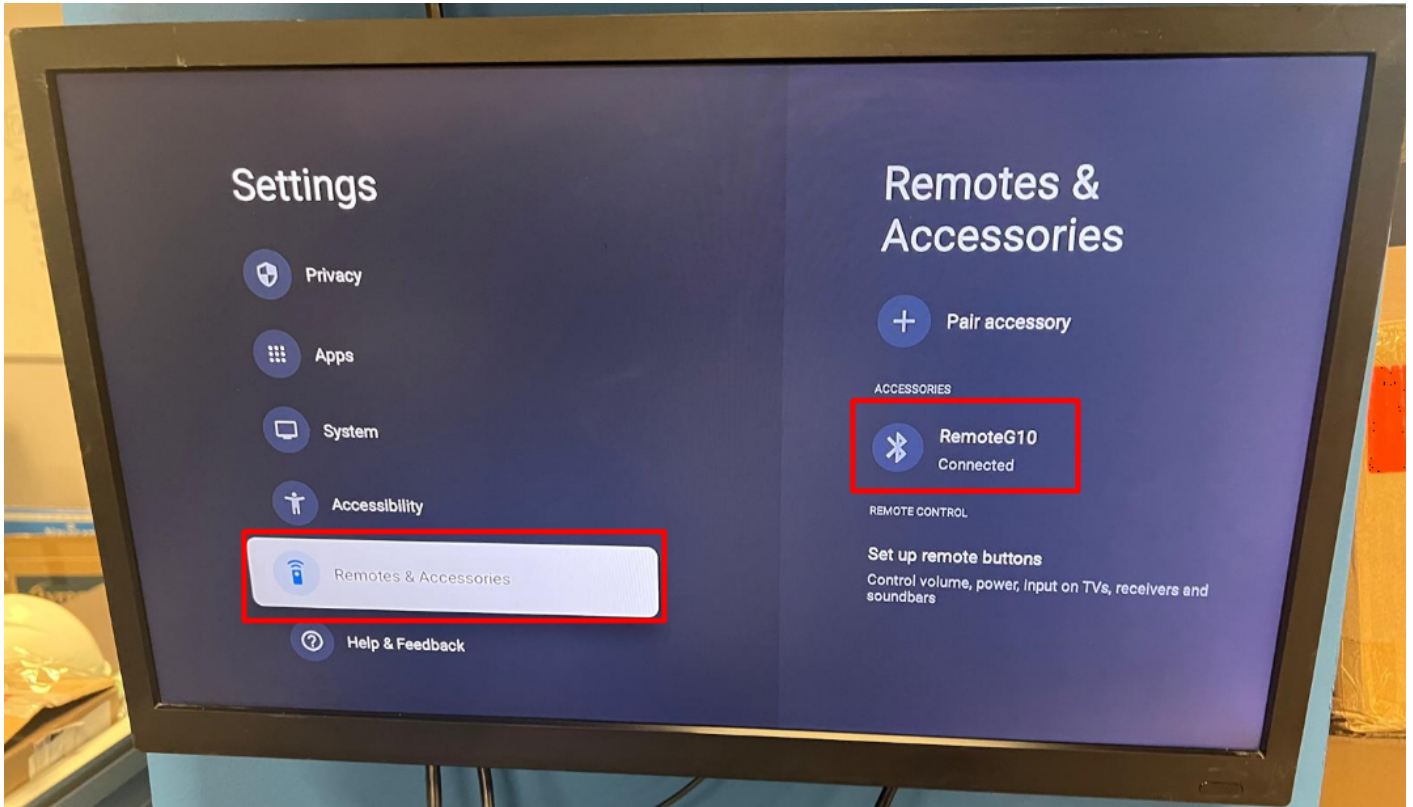 Settings
Privacy
Apps
System
Accessibility
Remotes & Accessories
Help & Feedback
Remotes &
Accessories
Pair accessory
ACCESSORIES
RemoteG10
Connected
REMOTE CONTROL
Set up remote buttons
Control volume, power, input on TVs, receivers and
soundbars